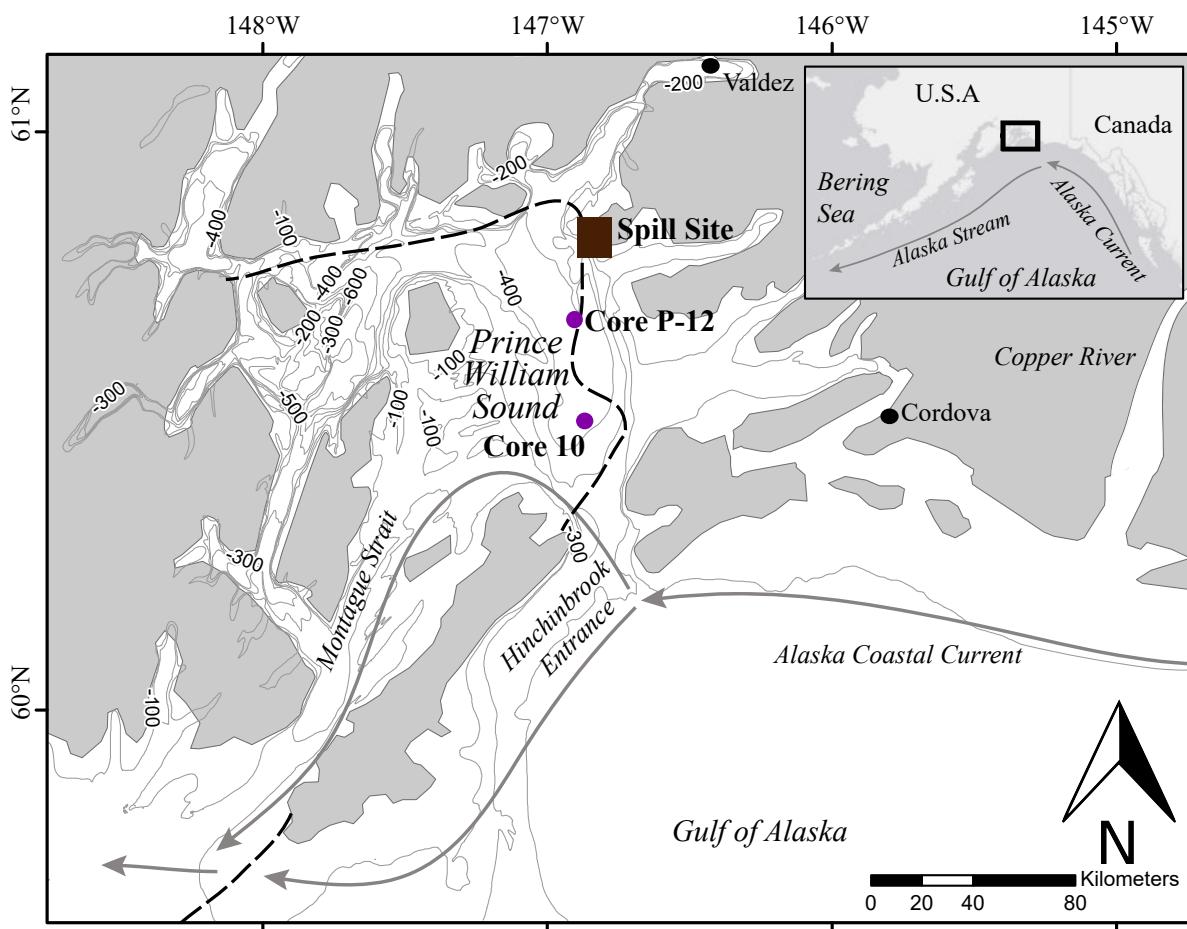 148°W
147°W
146°W
145°W
61°N
60°N
-200
Valdez
U.S.A
Canada
Bering
Sea
Alaska Stream
Alaska Current
Gulf of Alaska
-200
-400
-100
-400
-600
-200
-300
-400
Spill Site
Core P-12
Prince
William
Sound
-100
Copper River
-300
-500
-100
-100
Cordova
Core 10
-300
-300
Montague Strait
Hinchinbrook
Entrance
Alaska Coastal Current
-100
Gulf of Alaska
N
Kilometers
0
20
40
80